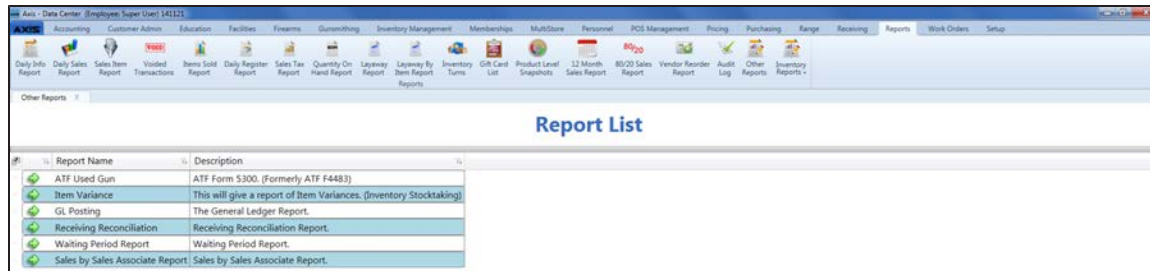 Axis - Data Center (Employee: Super User) 141121
AXIS Accounting Customer Admin Education Facilities Firearms Gunsmithing Inventory Management Memberships MultiStore Personnel POS Management Pricing Purchasing Range Receiving Reports Work Orders Setup
VOID 80/20
Daily Info Report Daily Sales Report Sales Item Report Voided Transactions Items Sold Report Daily Register Report Sales Tax Report Quantity On Hand Report Layaway Report Layaway By Item Report Inventory Turns Gift Card List Product Level Snapshots 12 Month Sales Report 80/20 Sales Report Vendor Reorder Report Audit Log Other Reports Inventory Reports
Reports
Other Reports X
Report List
Report Name Description
ATF Used Gun ATF Form 5300. (Formerly ATF F4483)
Item Variance This will give a report of Item Variances. (Inventory Stocktaking)
GL Posting The General Ledger Report.
Receiving Reconciliation Receiving Reconciliation Report.
Waiting Period Report Waiting Period Report.
Sales by Sales Associate Report Sales by Sales Associate Report.